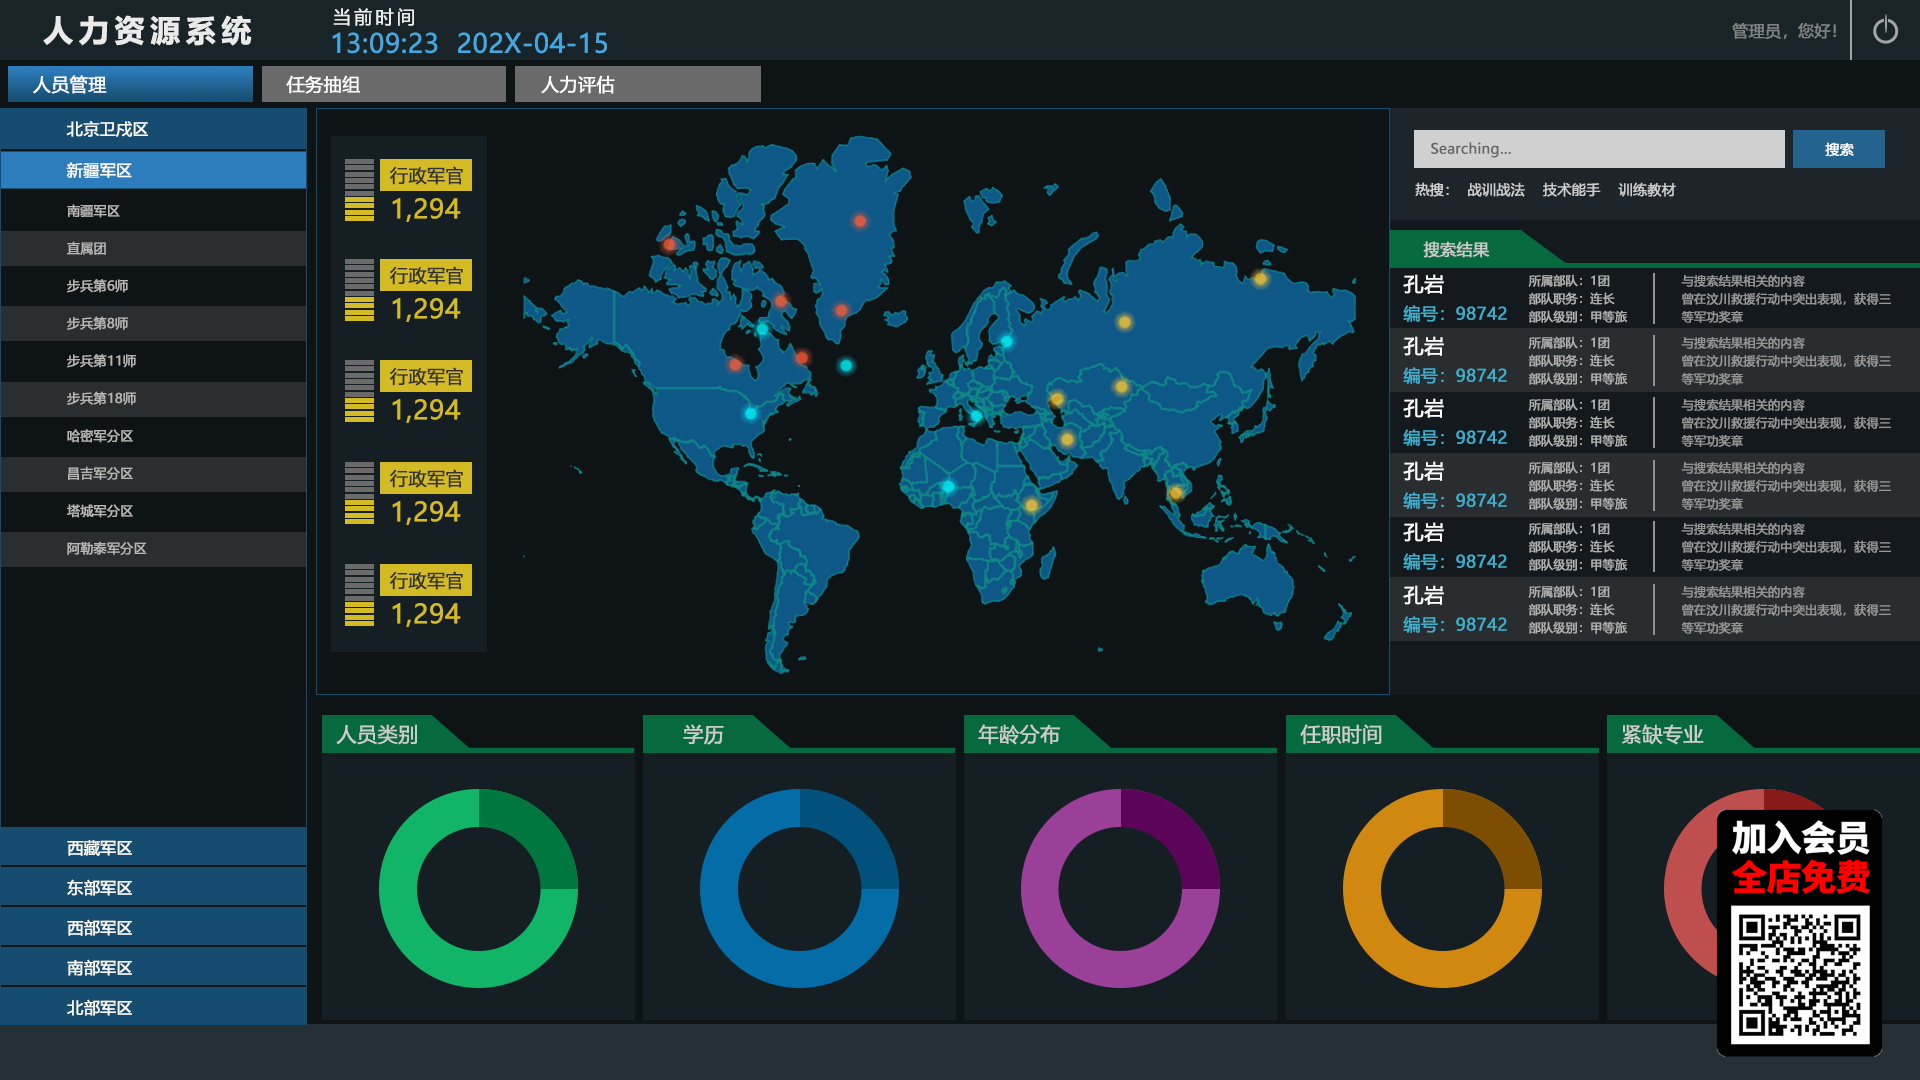 人力资源系统
当前时间
13:09:23 202X-04-15
管理员，您好！
人员管理
任务抽组
人力评估
北京卫戍区
新疆军区
南疆军区
直属团
步兵第6师
步兵第8师
步兵第11师
步兵第18师
哈密军分区
昌吉军分区
塔城军分区
阿勒泰军分区
西藏军区
东部军区
西部军区
南部军区
北部军区
行政军官
1,294
行政军官
1,294
行政军官
1,294
行政军官
1,294
行政军官
1,294
Searching...
搜索
热搜： 战训战法 技术能手 训练教材
搜索结果
孔岩
编号：98742
所属部队：1团
部队职务：连长
部队级别：甲等旅
与搜索结果相关的内容
曾在汶川救援行动中突出表现，获得三
等军功奖章
孔岩
编号：98742
所属部队：1团
部队职务：连长
部队级别：甲等旅
与搜索结果相关的内容
曾在汶川救援行动中突出表现，获得三
等军功奖章
孔岩
编号：98742
所属部队：1团
部队职务：连长
部队级别：甲等旅
与搜索结果相关的内容
曾在汶川救援行动中突出表现，获得三
等军功奖章
孔岩
编号：98742
所属部队：1团
部队职务：连长
部队级别：甲等旅
与搜索结果相关的内容
曾在汶川救援行动中突出表现，获得三
等军功奖章
孔岩
编号：98742
所属部队：1团
部队职务：连长
部队级别：甲等旅
与搜索结果相关的内容
曾在汶川救援行动中突出表现，获得三
等军功奖章
孔岩
编号：98742
所属部队：1团
部队职务：连长
部队级别：甲等旅
与搜索结果相关的内容
曾在汶川救援行动中突出表现，获得三
等军功奖章
人员类别
学历
年龄分布
任职时间
紧缺专业
加入会员
全店免费